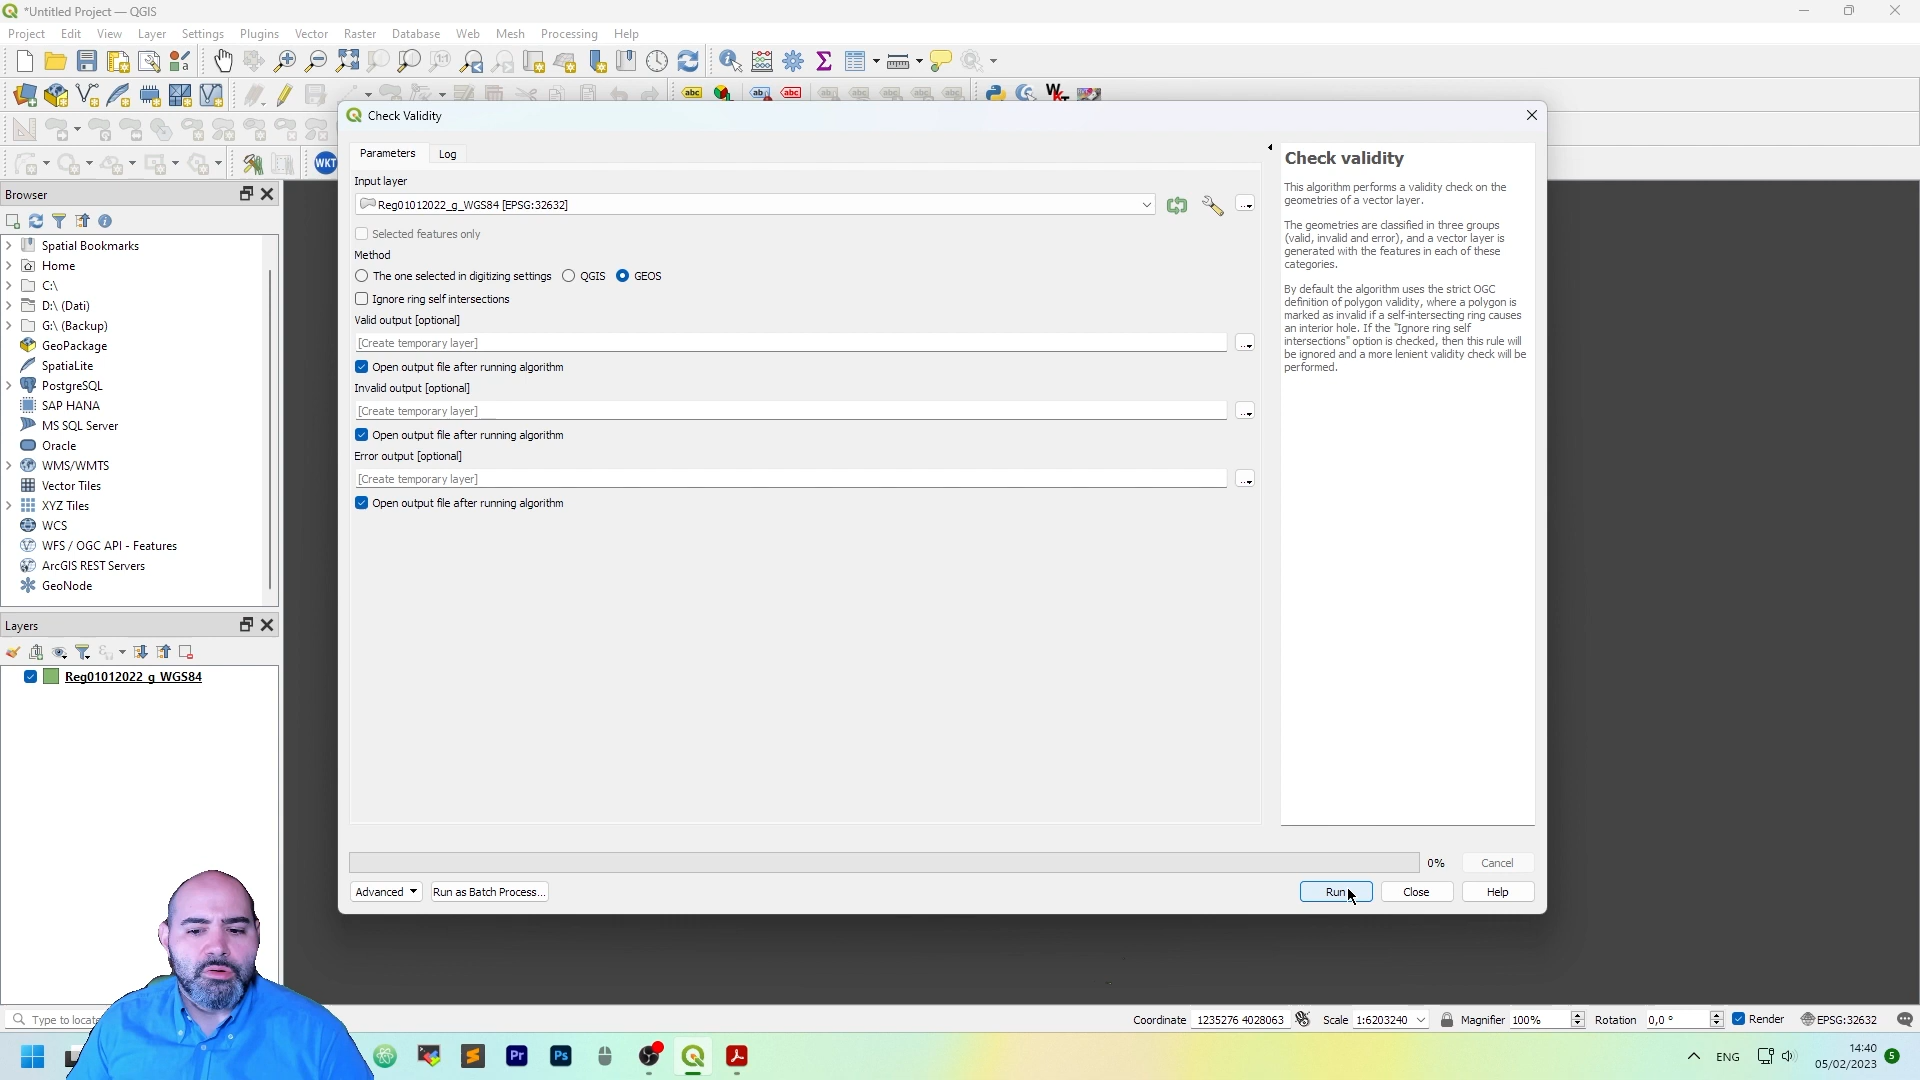 *Untitled Project — QGIS
Project Edit View Layer Settings Plugins Vector Raster Database Web Mesh Processing Help
abc abc abc
WKT
Check Validity
Parameters Log
Input layer
Reg01012022_g_WGS84 [EPSG:32632]
Selected features only
Method
The one selected in digitizing settings QGIS GEOS
Ignore ring self intersections
Valid output [optional]
[Create temporary layer]
Open output file after running algorithm
Invalid output [optional]
[Create temporary layer]
Open output file after running algorithm
Error output [optional]
[Create temporary layer]
Open output file after running algorithm
0% Cancel
Advanced Run as Batch Process... Run Close Help
Check validity
This algorithm performs a validity check on the
geometries of a vector layer.
The geometries are classified in three groups
(valid, invalid and error), and a vector layer is
generated with the features in each of these
categories.
By default the algorithm uses the strict OGC
definition of polygon validity, where a polygon is
marked as invalid if a self-intersecting ring causes
an interior hole. If the "Ignore ring self
intersections" option is checked, then this rule will
be ignored and a more lenient validity check will be
performed.
Browser
Spatial Bookmarks
Home
C:\
D:\ (Dati)
G:\ (Backup)
GeoPackage
SpatiaLite
PostgreSQL
SAP HANA
MS SQL Server
Oracle
WMS/WMTS
Vector Tiles
XYZ Tiles
WCS
WFS / OGC API - Features
ArcGIS REST Servers
GeoNode
Layers
Reg01012022_g_WGS84
Type to locate
Coordinate 1235276 4028063 Scale 1:6203240 Magnifier 100% Rotation 0,0 ° Render EPSG:32632
Pr Ps
ENG 14:40
05/02/2023 5